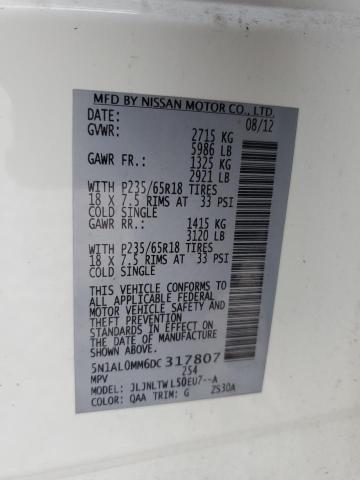 MFD BY NISSAN MOTOR CO., LTD.
DATE: 08/12
GVWR: 2715 KG
5986 LB
GAWR FR.: 1325 KG
2921 LB
WITH P235/65R18 TIRES
18 X 7.5 RIMS AT 33 PSI
COLD SINGLE
GAWR RR.: 1415 KG
3120 LB
WITH P235/65R18 TIRES
18 X 7.5 RIMS AT 33 PSI
COLD SINGLE
THIS VEHICLE CONFORMS TO
ALL APPLICABLE FEDERAL
MOTOR VEHICLE SAFETY AND
THEFT PREVENTION
STANDARDS IN EFFECT ON THE
DATE OF MANUFACTURE
SHOWN ABOVE.
5N1AL0MM6DC 317807
MPV 254
MODEL: JLJNLTWL50EU7--A
COLOR: QAA TRIM: G ZS30A